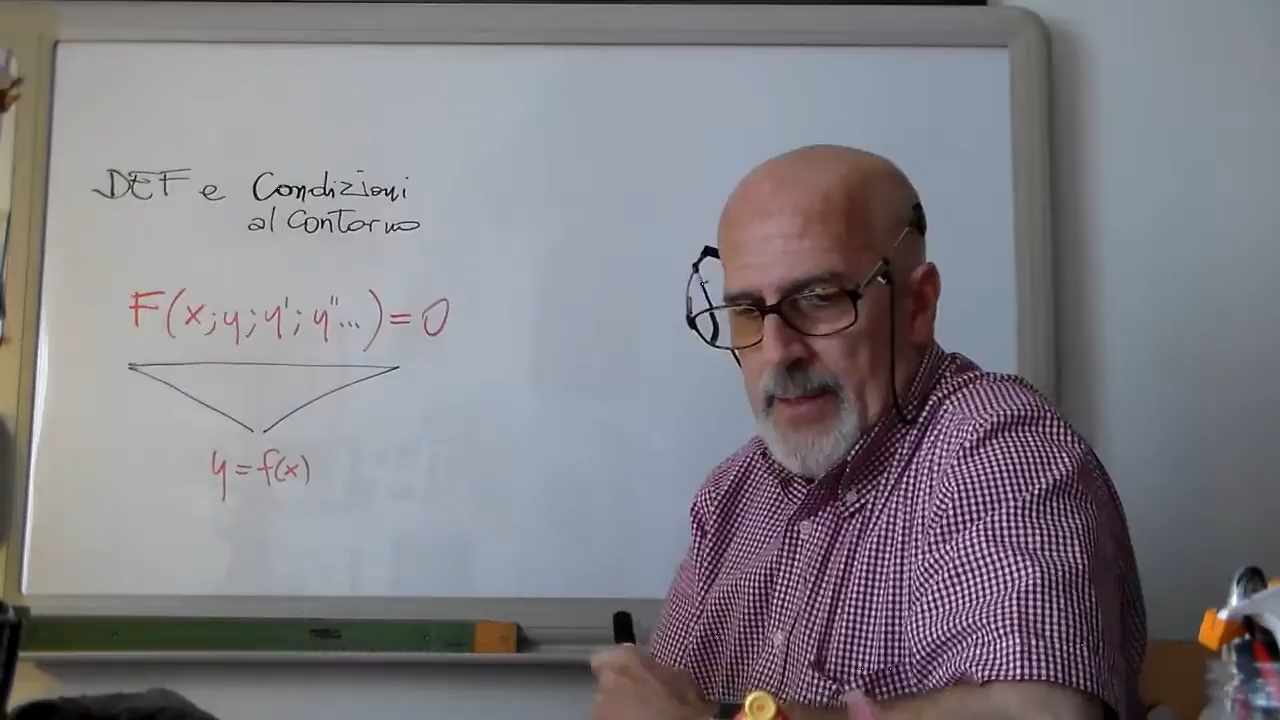 DEF e Condizioni
al Contorno
F(x;y;y';y''...)=0
y=f(x)